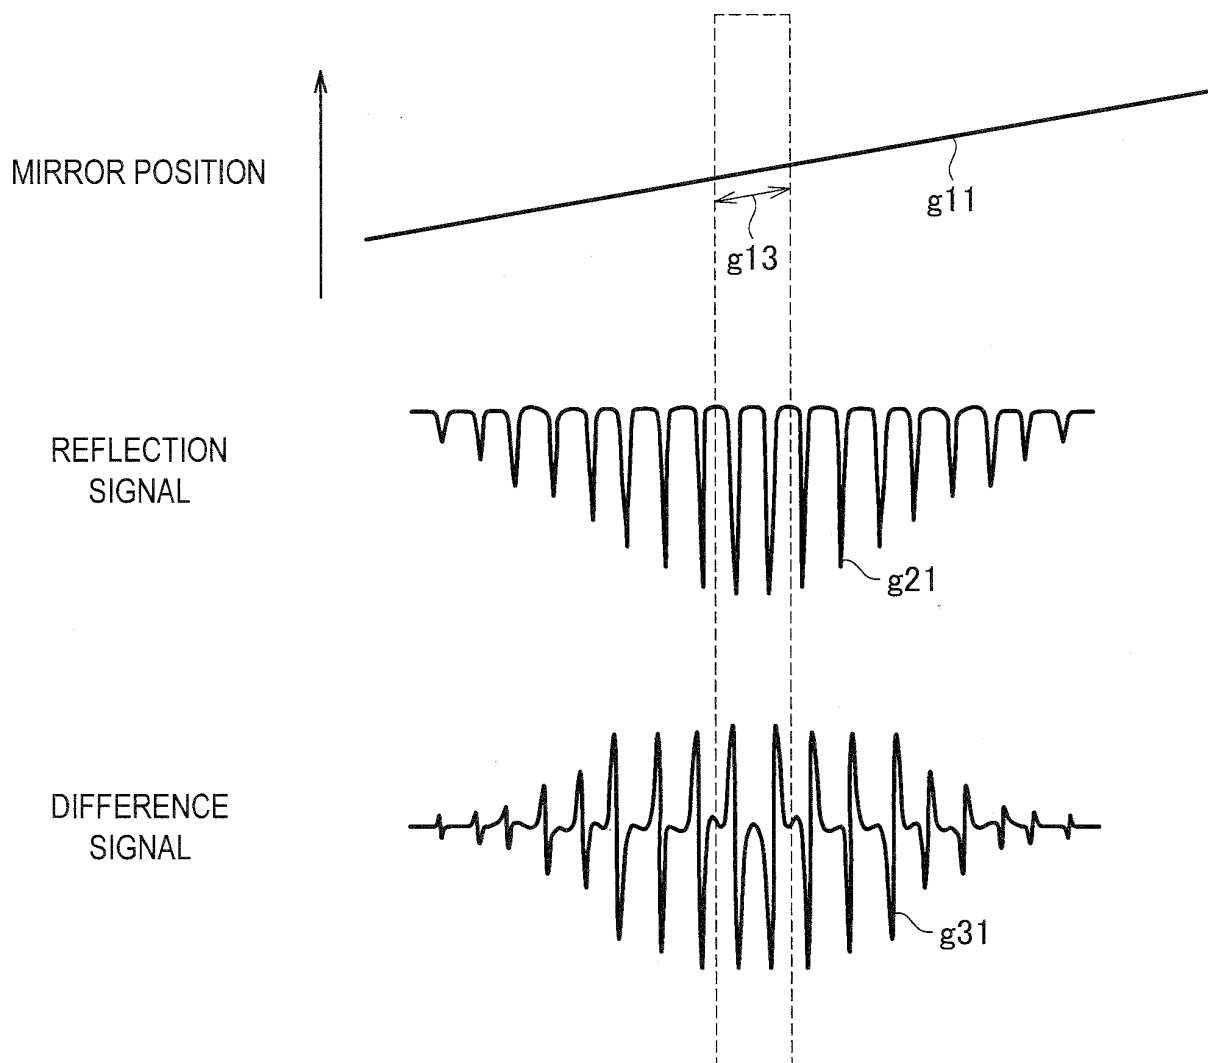 MIRROR POSITION
g11
g13
REFLECTION
SIGNAL
g21
DIFFERENCE
SIGNAL
g31